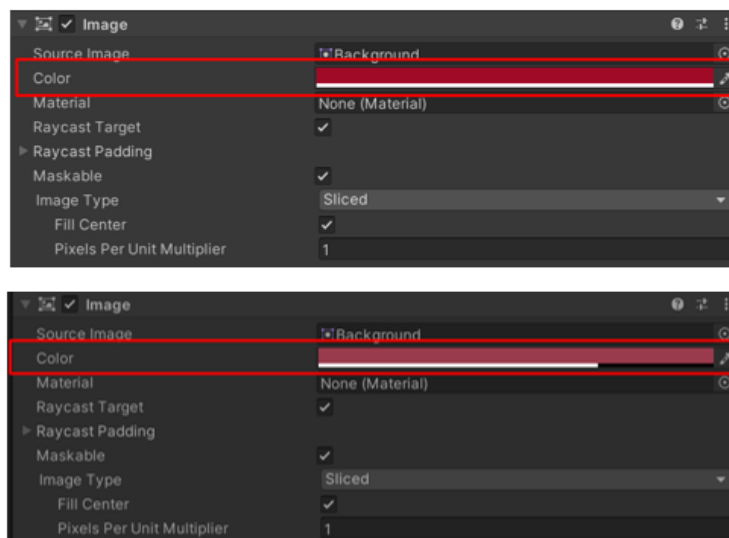 Image
Source Image Background
Color
Material None (Material)
Raycast Target
Raycast Padding
Maskable
Image Type Sliced
Fill Center
Pixels Per Unit Multiplier 1
Image
Source Image Background
Color
Material None (Material)
Raycast Target
Raycast Padding
Maskable
Image Type Sliced
Fill Center
Pixels Per Unit Multiplier 1